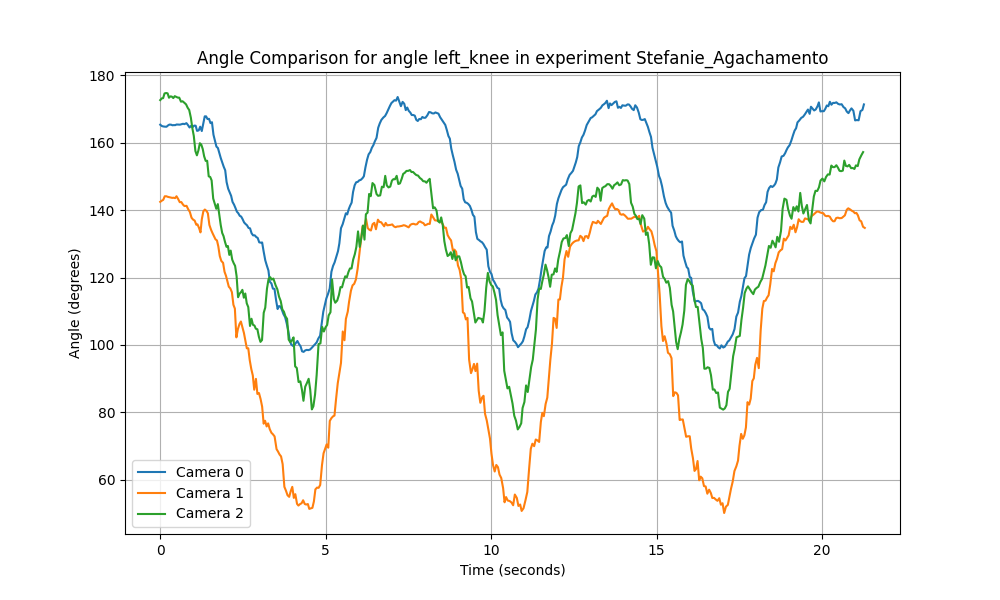 Angle Comparison for angle left_knee in experiment Stefanie_Agachamento
Angle (degrees)
180
160
140
120
100
80
60
Camera 0
Camera 1
Camera 2
0 5 10 15 20
Time (seconds)